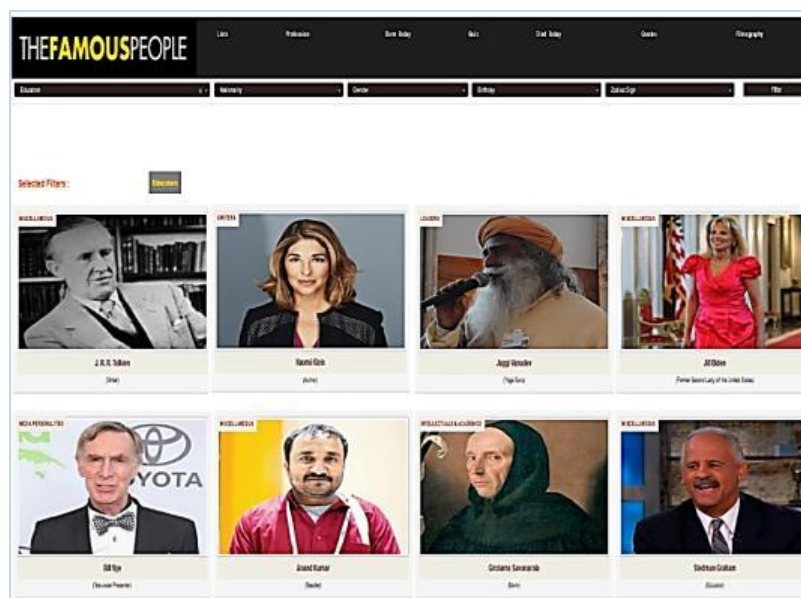 THEFAMOUSPEOPLE
Lists Profession Born Today Quiz Died Today Quotes Filmography
Educators Nationality Gender Birthday Zodiac Sign Filter
Selected Filters : Educators
MISCELLANEOUS WRITERS LEADERS MISCELLANEOUS
J. R. R. Tolkien Naomi Klein Jaggi Vasudev Jill Biden
(Writer) (Author) (Yoga Guru) (Former Second Lady of the United States)
MEDIA PERSONALITIES MISCELLANEOUS INTELLECTUALS & ACADEMICS MISCELLANEOUS
YOTA
Bill Nye Anand Kumar Girolamo Savonarola Stedman Graham
(Television Presenter) (Teacher) (Educator)